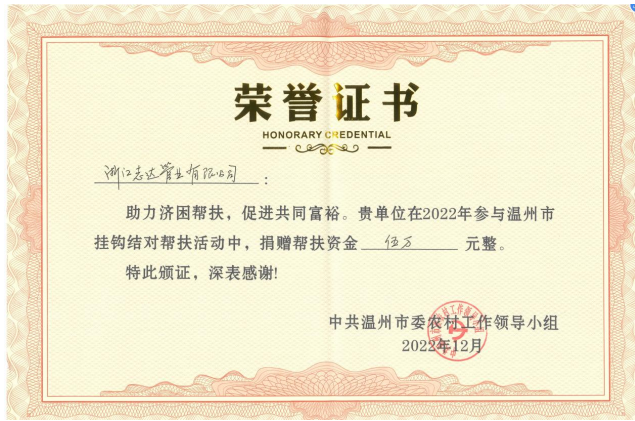 荣誉证书
HONORARY CREDENTIAL
浙江志达管业有限公司：
助力济困帮扶，促进共同富裕。贵单位在2022年参与温州市
挂钩结对帮扶活动中，捐赠帮扶资金伍万元整。
特此颁证，深表感谢!
中共温州市委农村工作领导小组
2022年12月